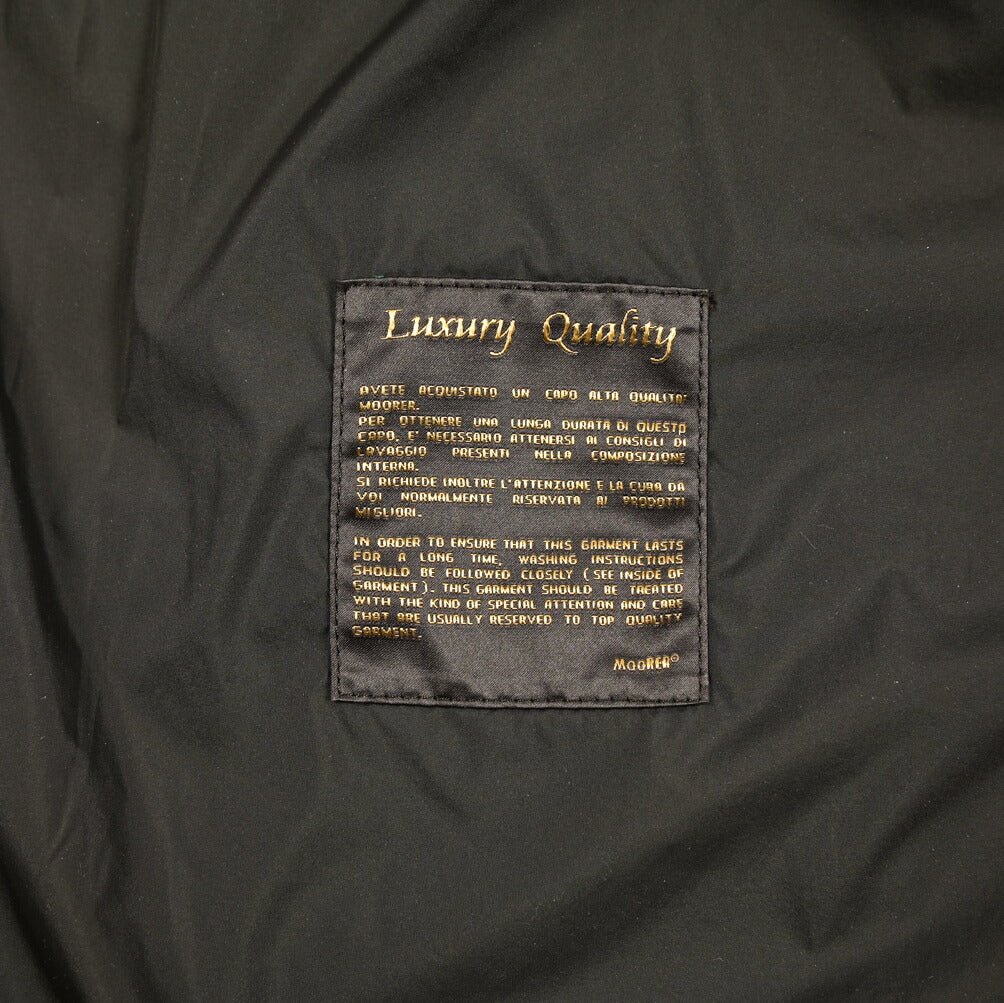 Luxury Quality
AVETE ACQUISTATO UN CAPO ALTA QUALITA'
MOORER.
PER OTTENERE UNA LUNGA DURATA DI QUESTO
CAPO, E' NECESSARIO ATTENERSI AI CONSIGLI DI
LAVAGGIO PRESENTI NELLA COMPOSIZIONE
INTERNA.
SI RICHIEDE INOLTRE L'ATTENZIONE E LA CURA DA
VOI NORMALMENTE RISERVATA AI PRODOTTI
MIGLIORI.
IN ORDER TO ENSURE THAT THIS GARMENT LASTS
FOR A LONG TIME, WASHING INSTRUCTIONS
SHOULD BE FOLLOWED CLOSELY (SEE INSIDE OF
GARMENT). THIS GARMENT SHOULD BE TREATED
WITH THE KIND OF SPECIAL ATTENTION AND CARE
THAT ARE USUALLY RESERVED TO TOP QUALITY
GARMENT.
MOORER®